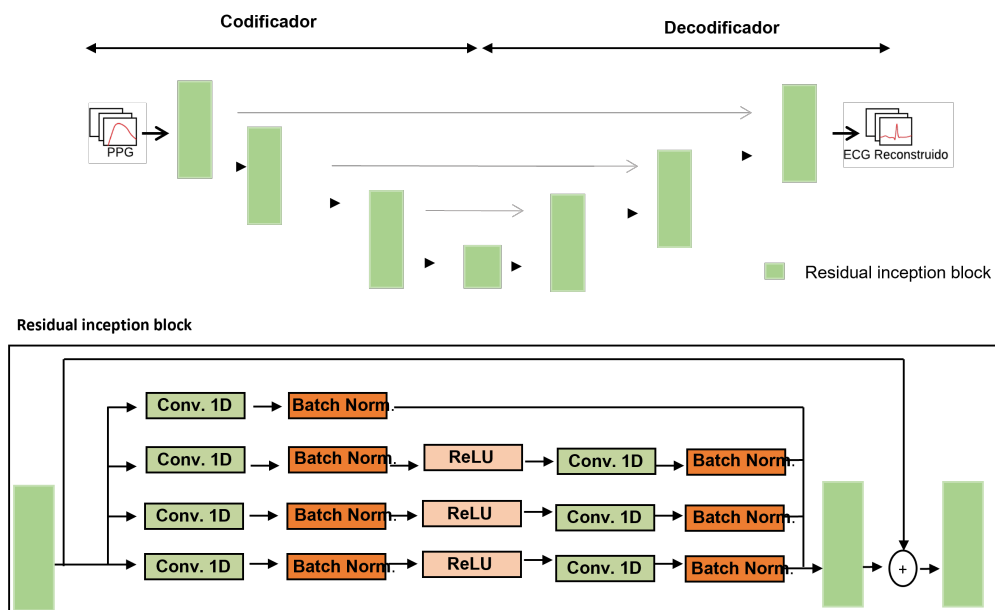 Codificador
Decodificador
PPG
ECG Reconstruido
Residual inception block
Residual inception block
Conv. 1D
Batch Norm.
Conv. 1D
Batch Norm.
ReLU
Conv. 1D
Batch Norm.
Conv. 1D
Batch Norm.
ReLU
Conv. 1D
Batch Norm.
Conv. 1D
Batch Norm.
ReLU
Conv. 1D
Batch Norm.
+